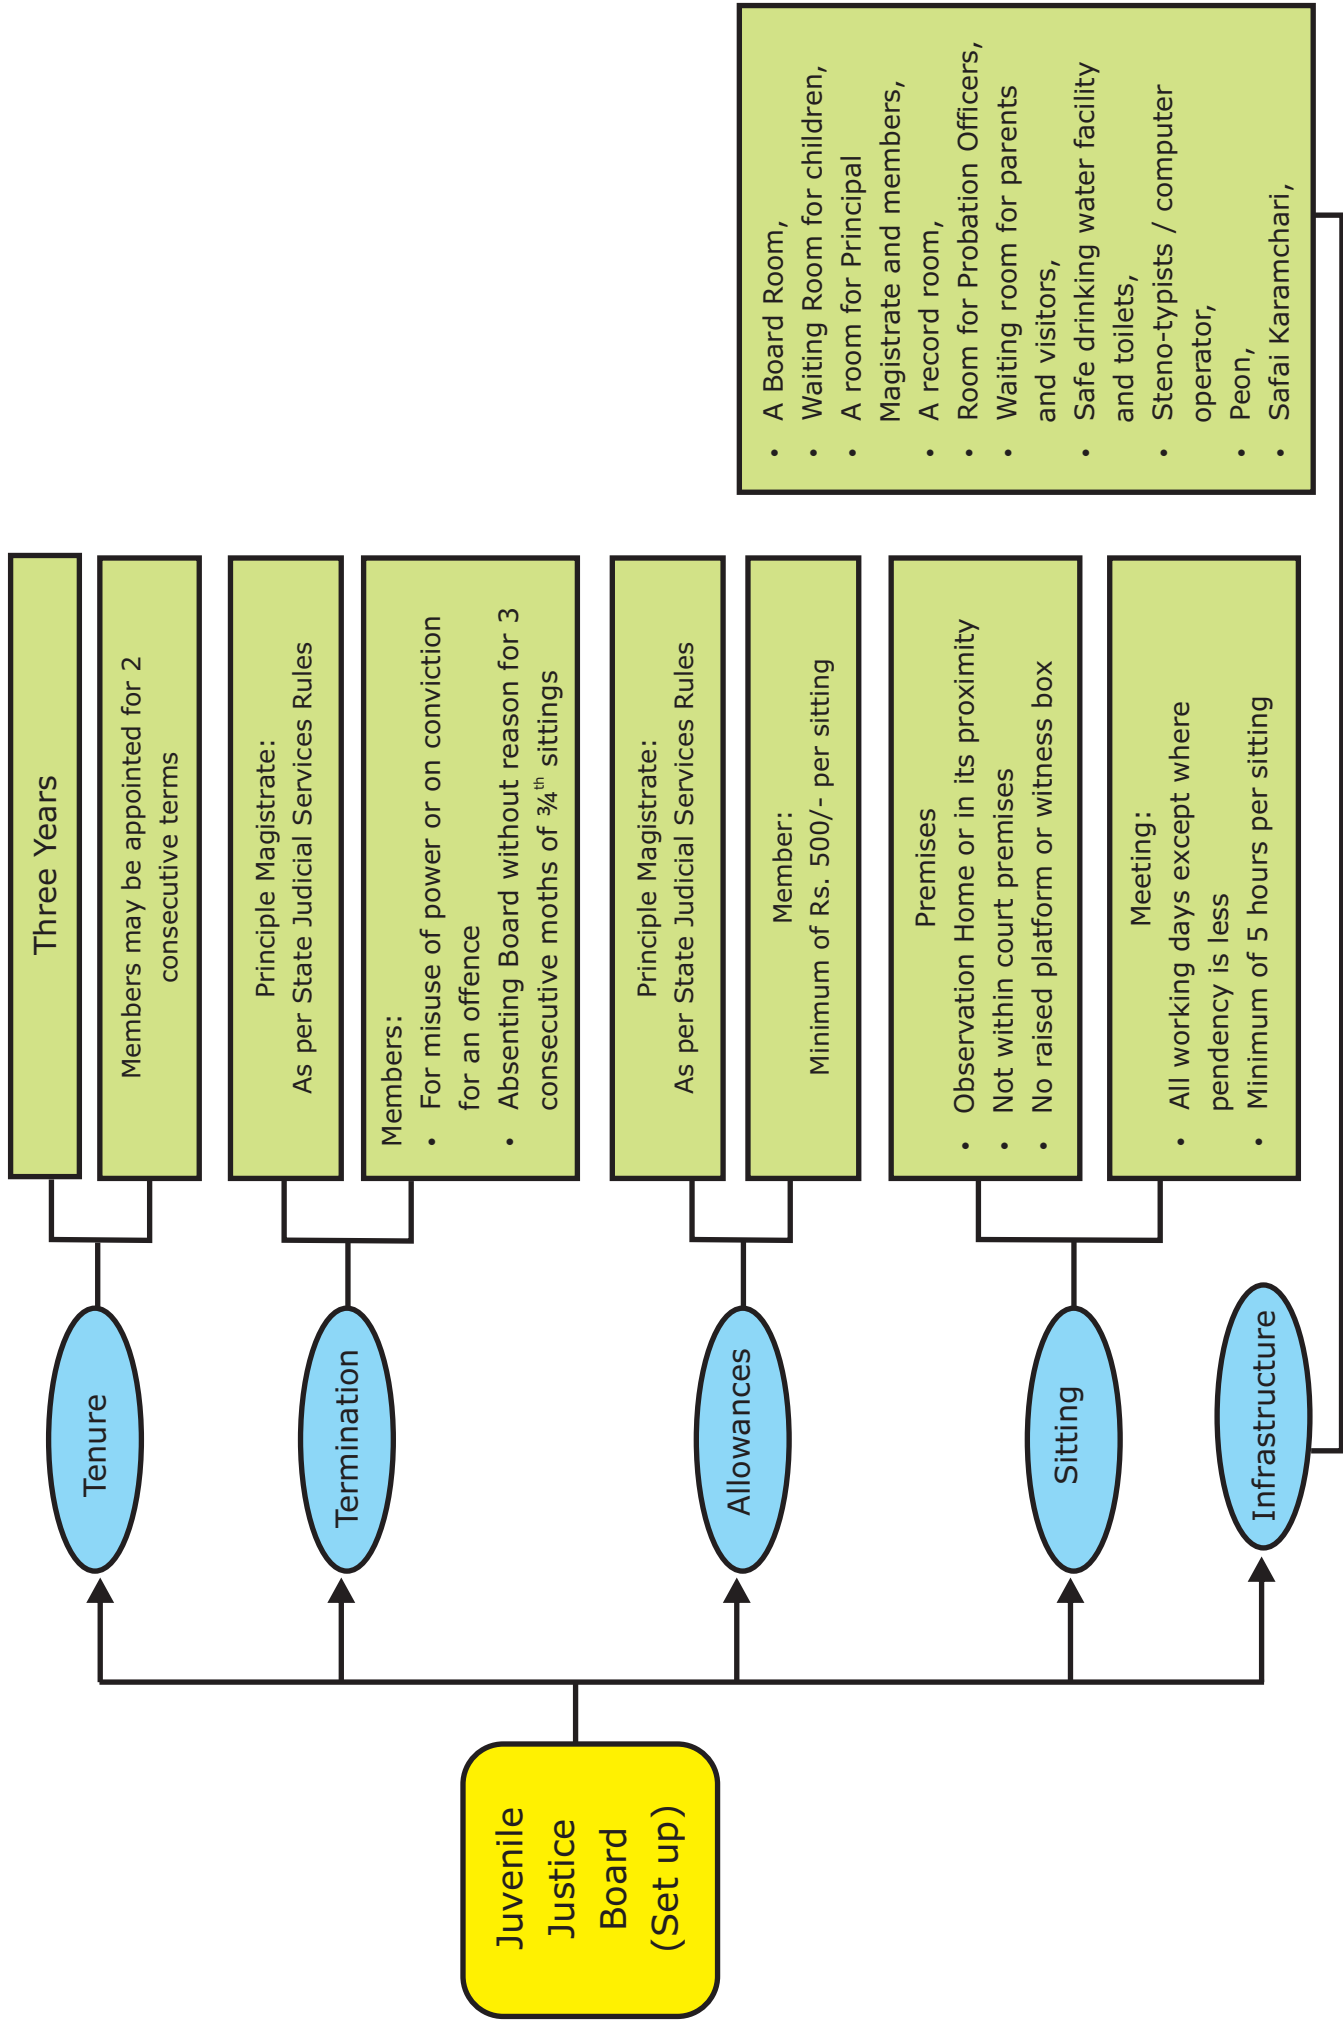 Juvenile
Justice
Board
(Set up)
Tenure
Three Years
Members may be appointed for 2
consecutive terms
Termination
Principle Magistrate:
As per State Judicial Services Rules
Members:
• For misuse of power or on conviction
for an offence
• Absenting Board without reason for 3
consecutive moths of ¾th sittings
Allowances
Principle Magistrate:
As per State Judicial Services Rules
Member:
Minimum of Rs. 500/- per sitting
Sitting
Premises
• Observation Home or in its proximity
• Not within court premises
• No raised platform or witness box
Meeting:
• All working days except where
pendency is less
• Minimum of 5 hours per sitting
Infrastructure
• A Board Room,
• Waiting Room for children,
• A room for Principal
Magistrate and members,
• A record room,
• Room for Probation Officers,
• Waiting room for parents
and visitors,
• Safe drinking water facility
and toilets,
• Steno-typists / computer
operator,
• Peon,
• Safai Karamchari,